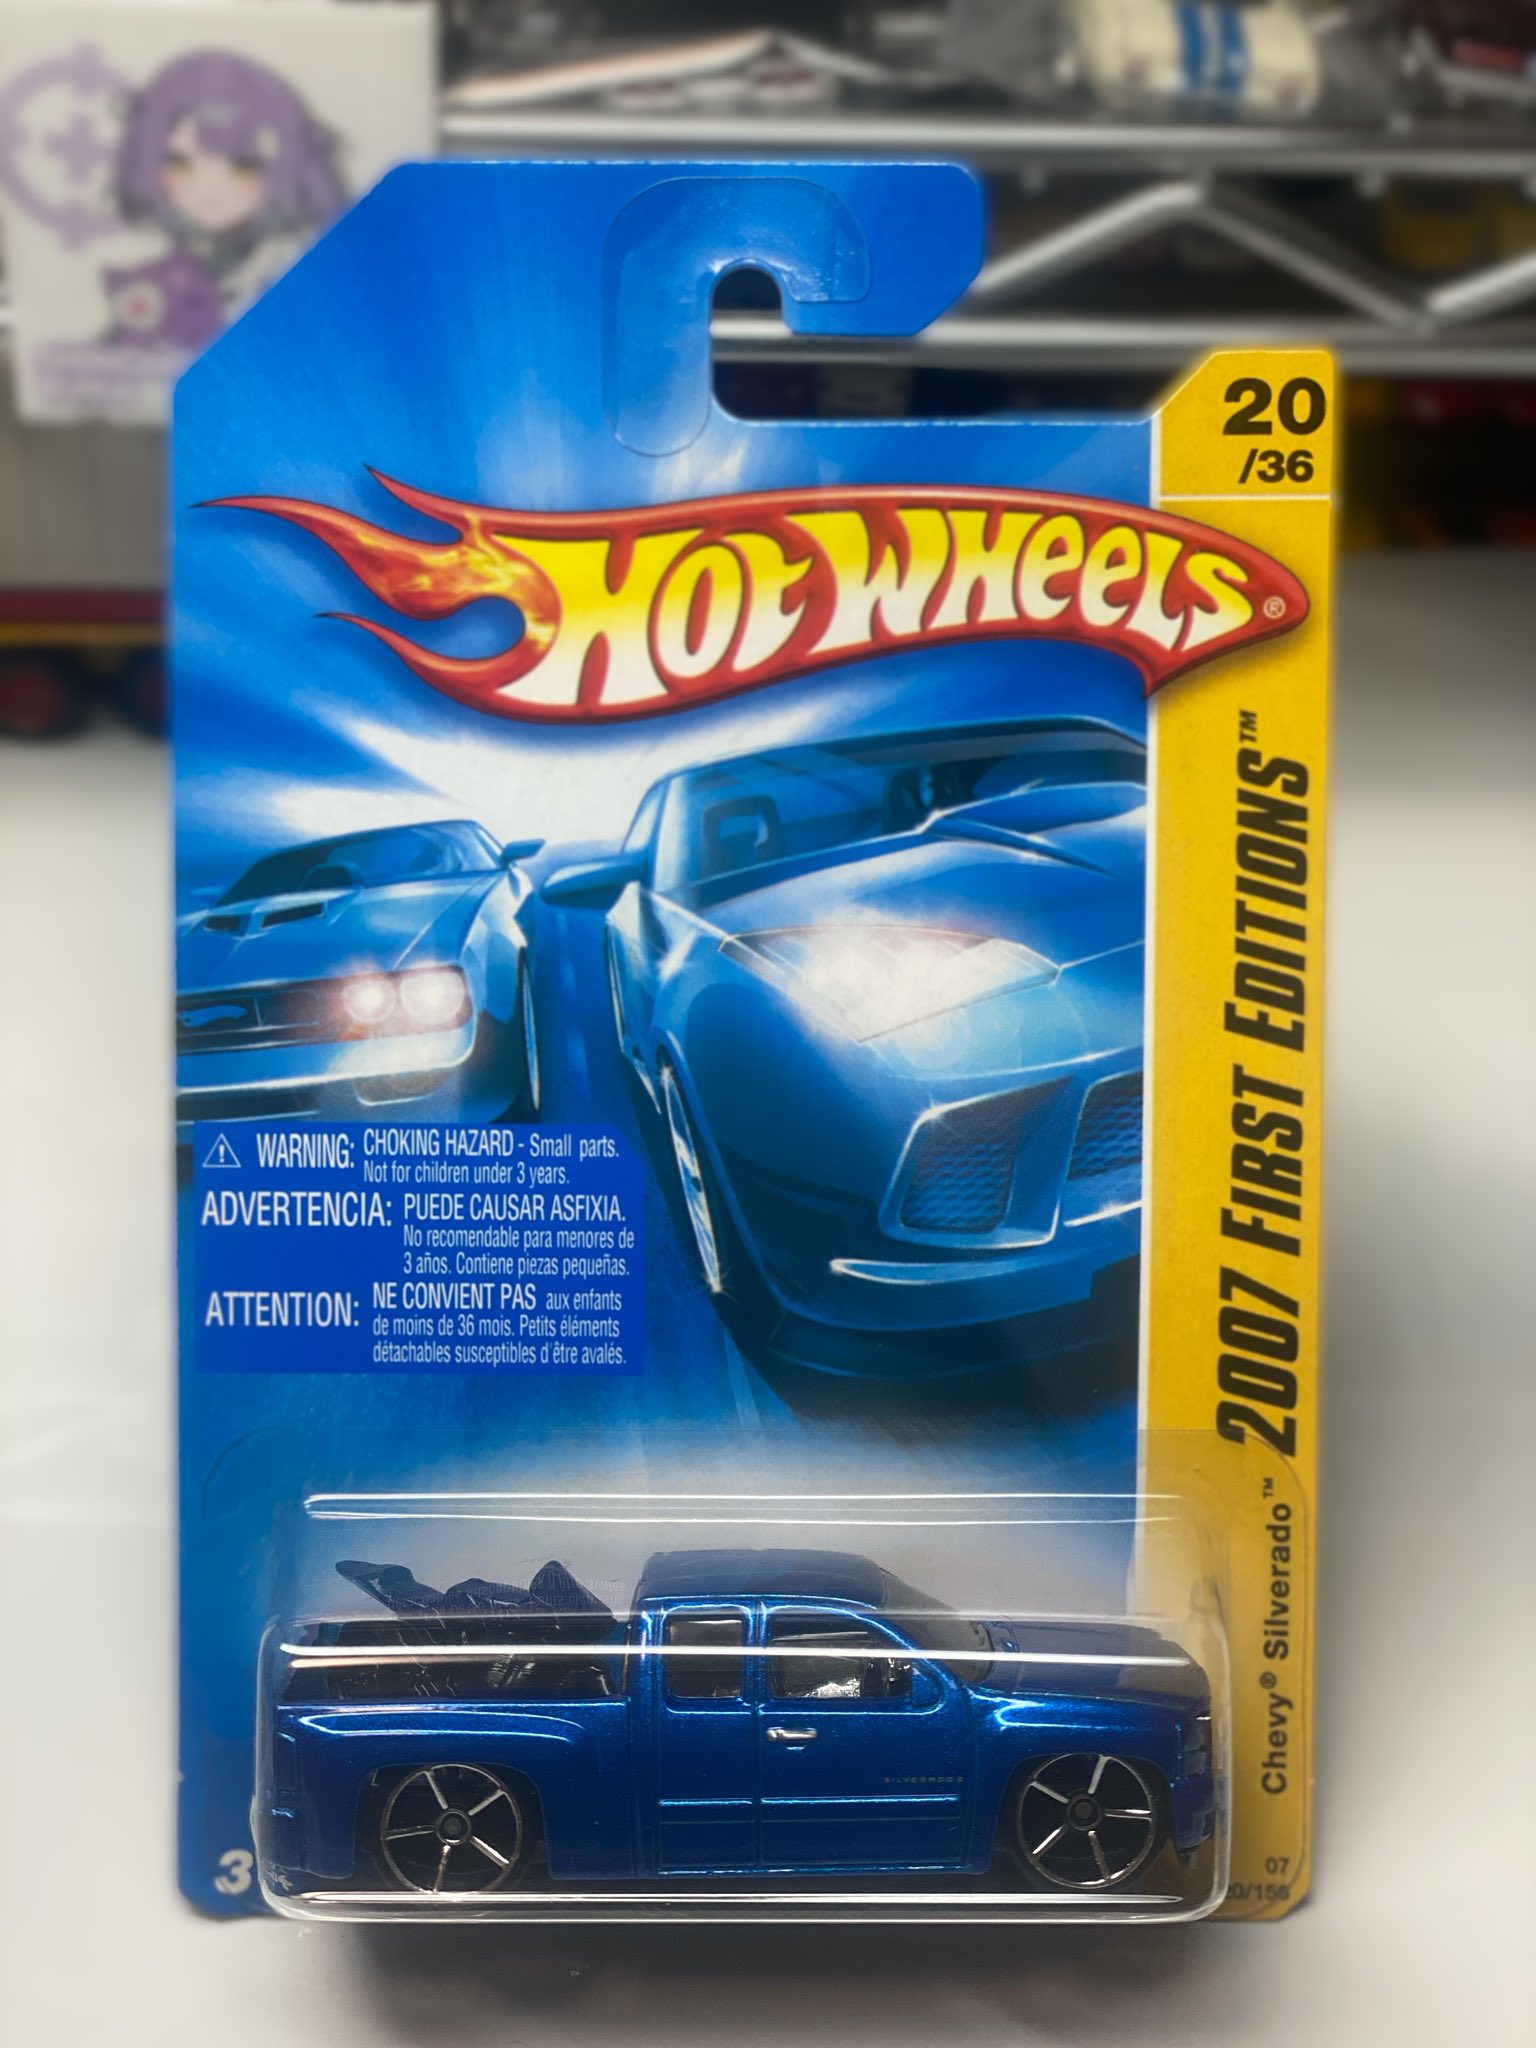 20
/36
HOT WHEELS®
2007 FIRST EDITIONS™
Chevy® Silverado™
WARNING: CHOKING HAZARD - Small parts.
Not for children under 3 years.
ADVERTENCIA: PUEDE CAUSAR ASFIXIA.
No recomendable para menores de
3 años. Contiene piezas pequeñas.
ATTENTION: NE CONVIENT PAS aux enfants
de moins de 36 mois. Petits éléments
détachables susceptibles d'être avalés.
SILVERADO
3
07
/156